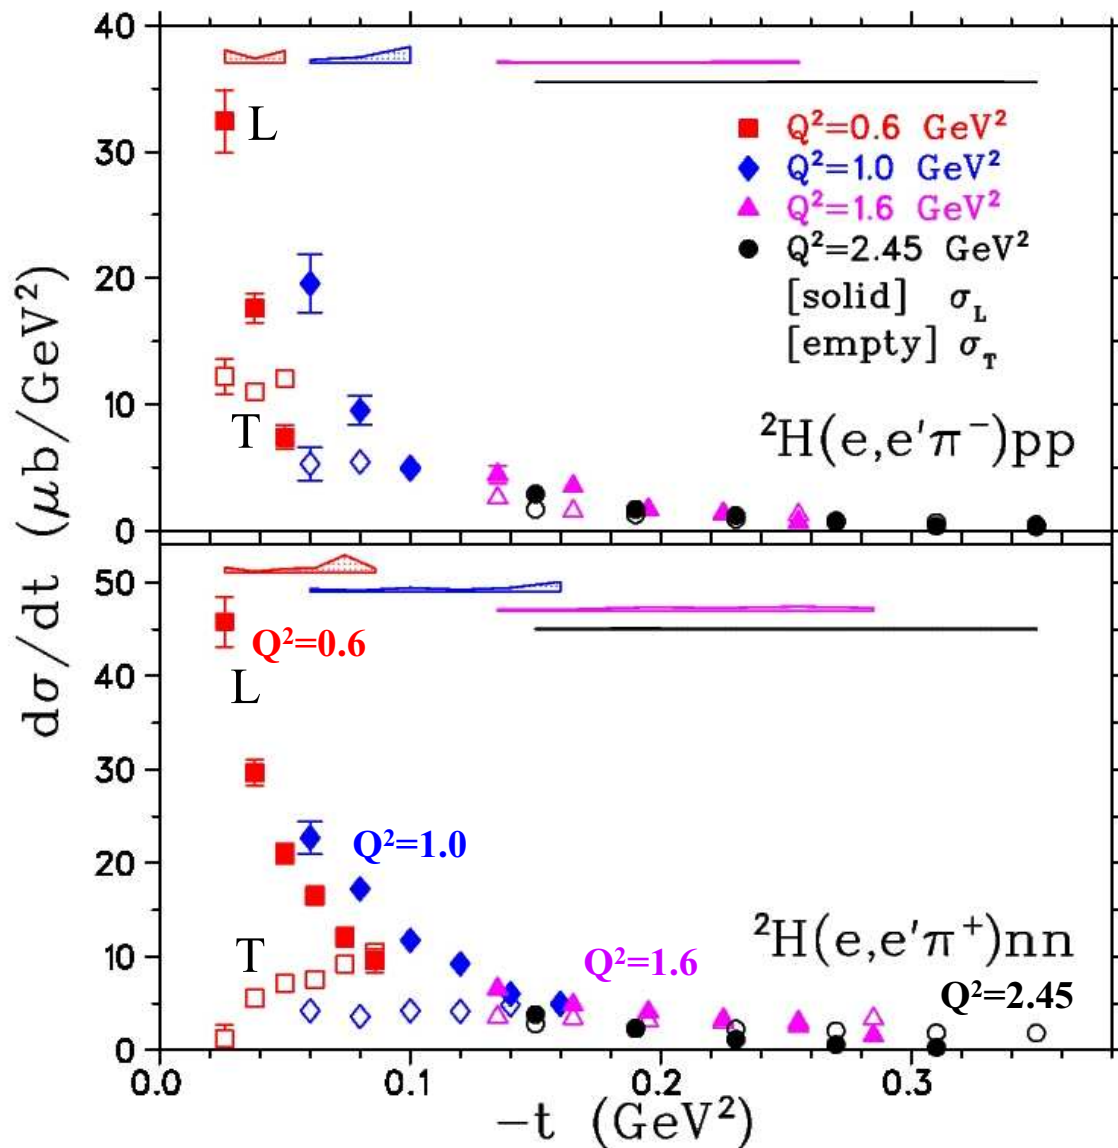 40
30
20
10
0
L
T
Q²=0.6 GeV²
Q²=1.0 GeV²
Q²=1.6 GeV²
Q²=2.45 GeV²
[solid] σ_L
[empty] σ_T
²H(e,e′π⁻)pp
dσ/dt (μb/GeV²)
50
40
30
20
10
0
Q²=0.6
L
Q²=1.0
T
²H(e,e′π⁺)nn
Q²=1.6
Q²=2.45
0.0 0.1 0.2 0.3
−t (GeV²)